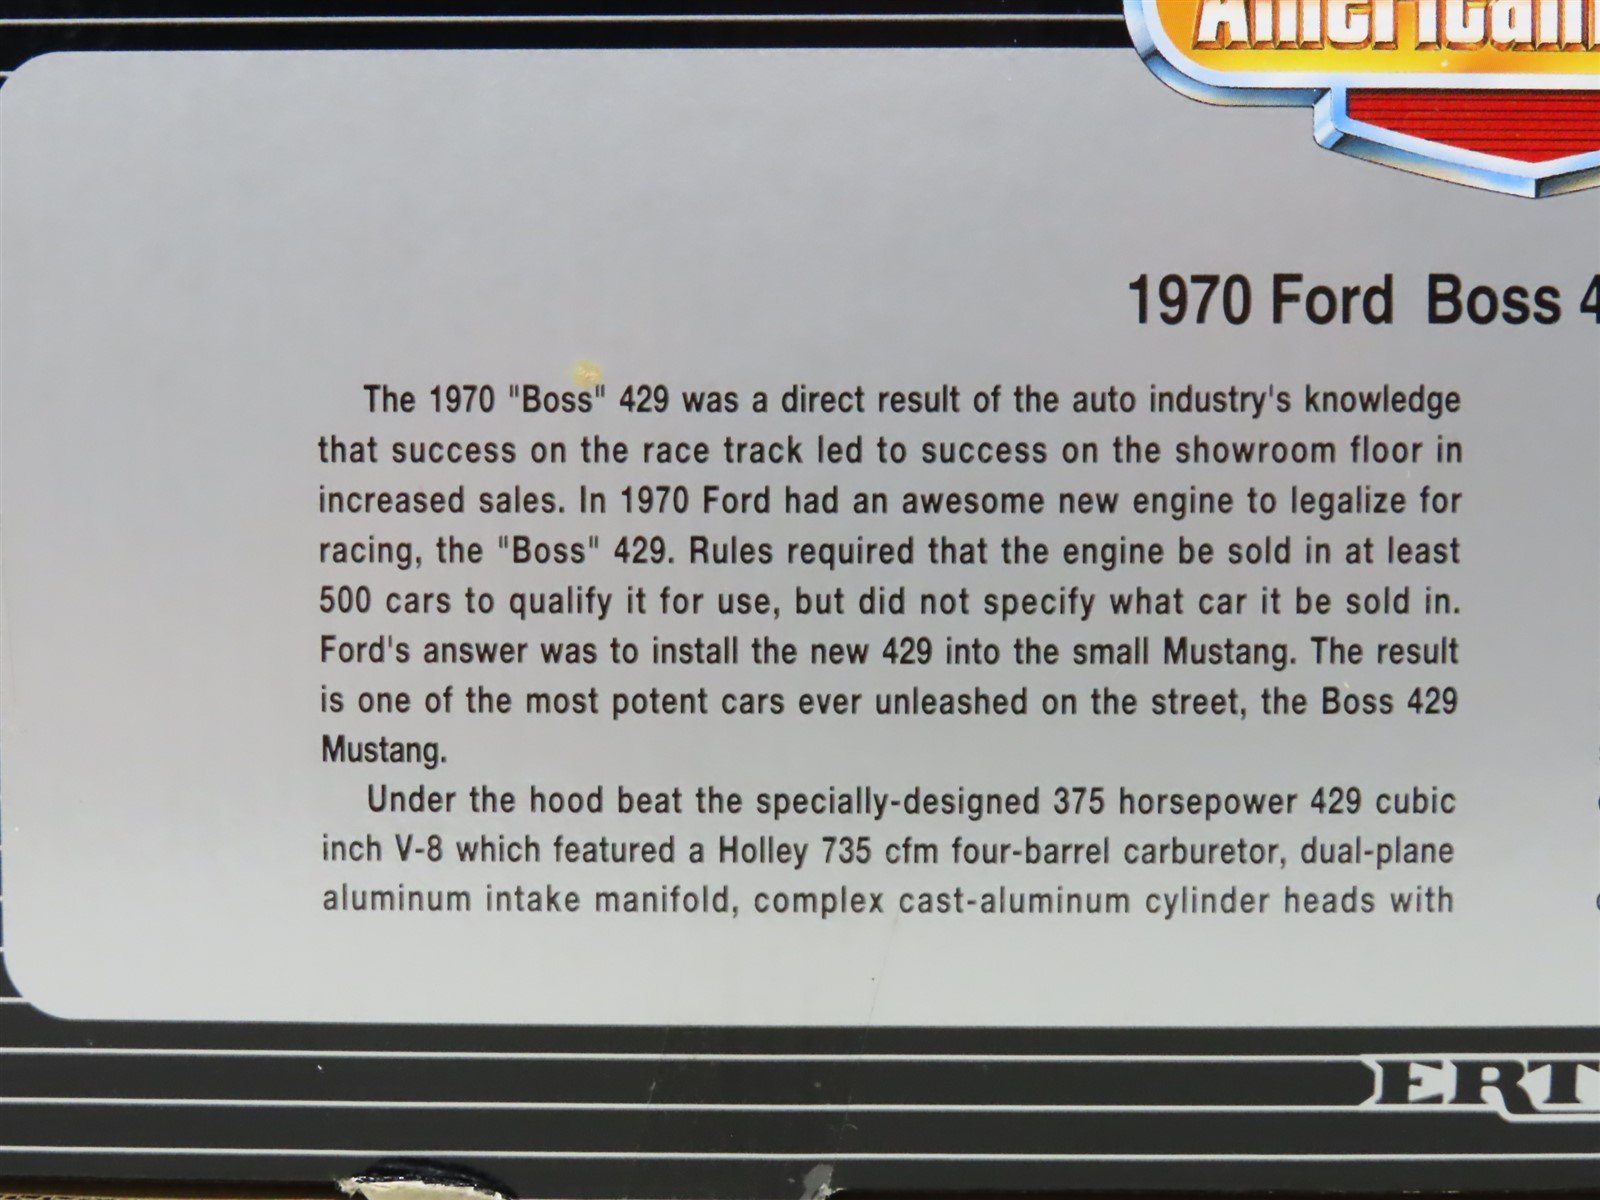 American
1970 Ford Boss 4
The 1970 "Boss" 429 was a direct result of the auto industry's knowledge
that success on the race track led to success on the showroom floor in
increased sales. In 1970 Ford had an awesome new engine to legalize for
racing, the "Boss" 429. Rules required that the engine be sold in at least
500 cars to qualify it for use, but did not specify what car it be sold in.
Ford's answer was to install the new 429 into the small Mustang. The result
is one of the most potent cars ever unleashed on the street, the Boss 429
Mustang.
Under the hood beat the specially-designed 375 horsepower 429 cubic
inch V-8 which featured a Holley 735 cfm four-barrel carburetor, dual-plane
aluminum intake manifold, complex cast-aluminum cylinder heads with
ERT